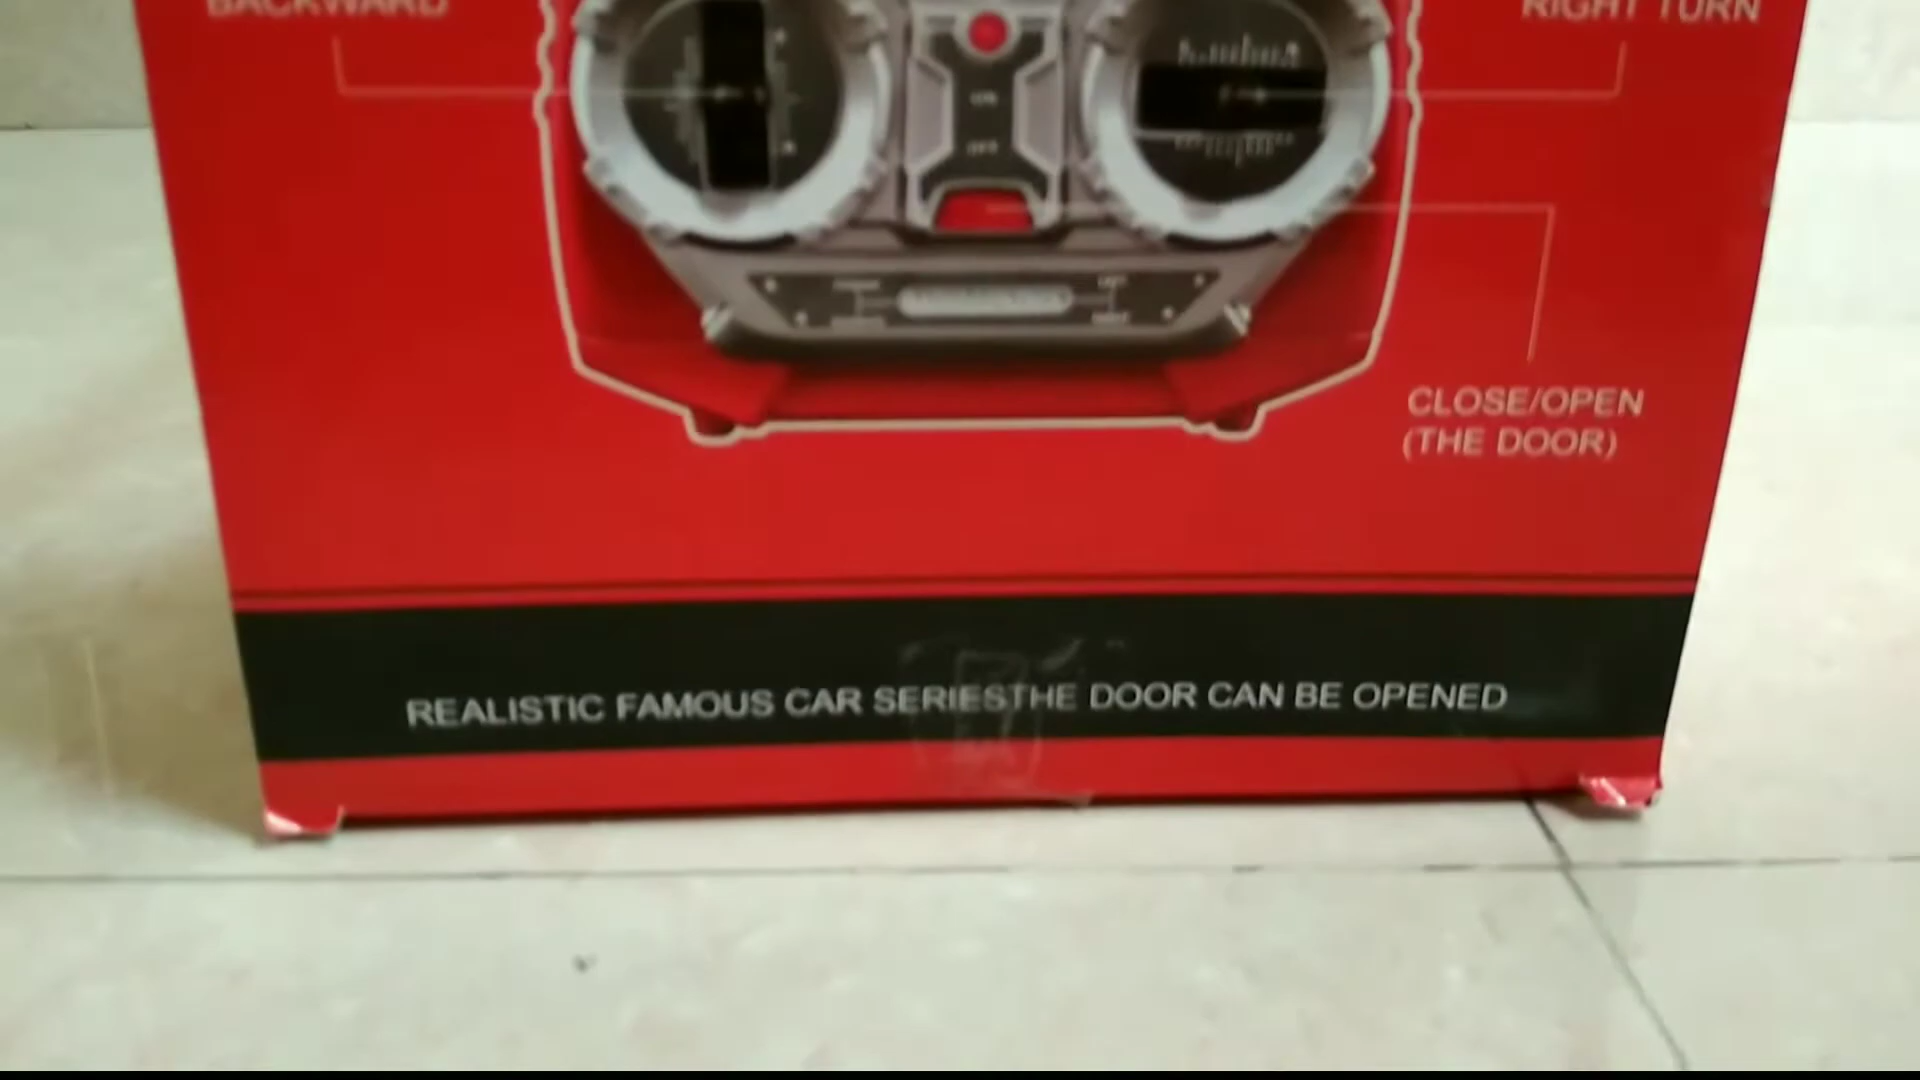 BACKWARD
RIGHT TURN
CLOSE/OPEN
(THE DOOR)
REALISTIC FAMOUS CAR SERIESTHE DOOR CAN BE OPENED